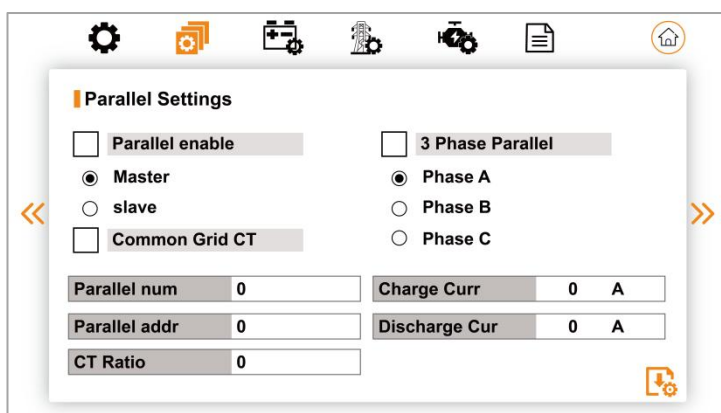 Parallel Settings
Parallel enable
Master
slave
Common Grid CT
3 Phase Parallel
Phase A
Phase B
Phase C
Parallel num 0
Parallel addr 0
CT Ratio 0
Charge Curr 0 A
Discharge Cur 0 A